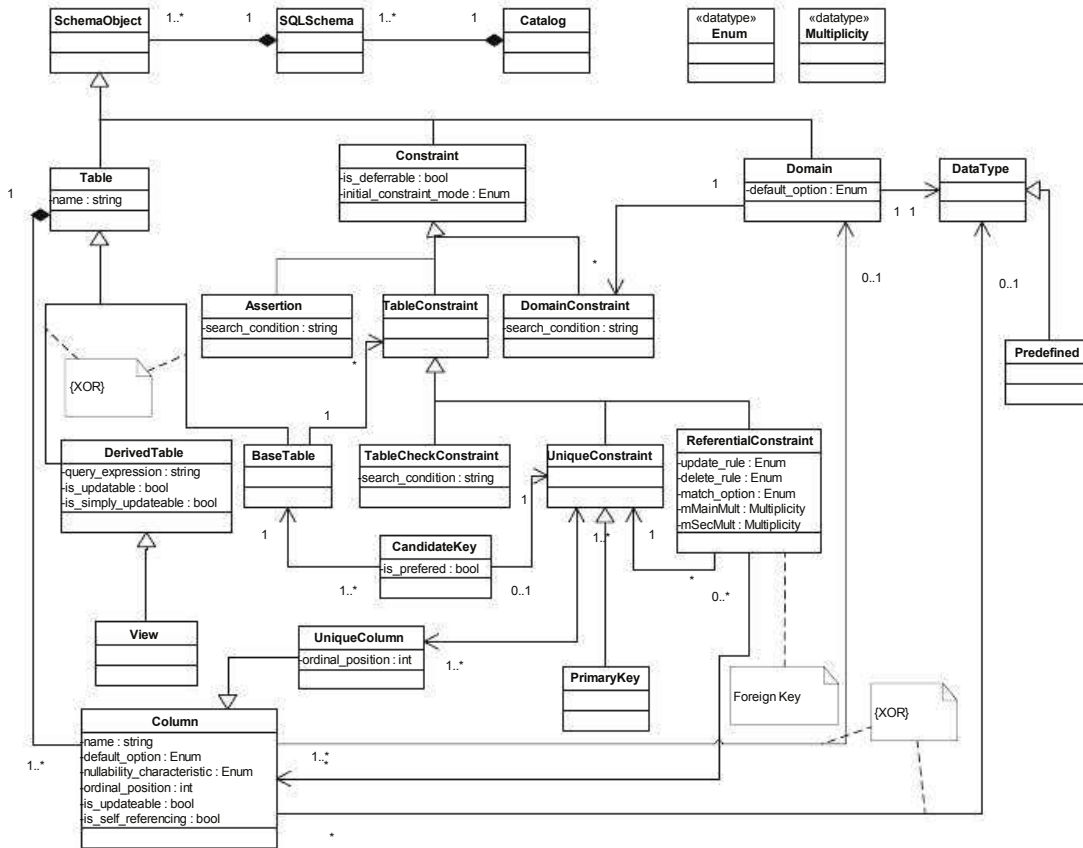 SchemaObject
1..*
1
SQLSchema
1..*
1
Catalog
«datatype»
Enum
«datatype»
Multiplicity
Table
-name : string
1
Constraint
-is_deferrable : bool
-initial_constraint_mode : Enum
Domain
-default_option : Enum
1
1
1
DataType
0..1
0..1
Assertion
-search_condition : string
TableConstraint
*
DomainConstraint
-search_condition : string
*
Predefined
{XOR}
1
DerivedTable
-query_expression : string
-is_updatable : bool
-is_simply_updateable : bool
BaseTable
1
TableCheckConstraint
-search_condition : string
UniqueConstraint
1
1..*
1
ReferentialConstraint
-update_rule : Enum
-delete_rule : Enum
-match_option : Enum
-mMainMult : Multiplicity
-mSecMult : Multiplicity
*
0..*
CandidateKey
-is_prefered : bool
1..*
0..1
View
UniqueColumn
-ordinal_position : int
1..*
PrimaryKey
Foreign Key
{XOR}
Column
-name : string
-default_option : Enum
-nullability_characteristic : Enum
-ordinal_position : int
-is_updateable : bool
-is_self_referencing : bool
1..*
1..*
*
*